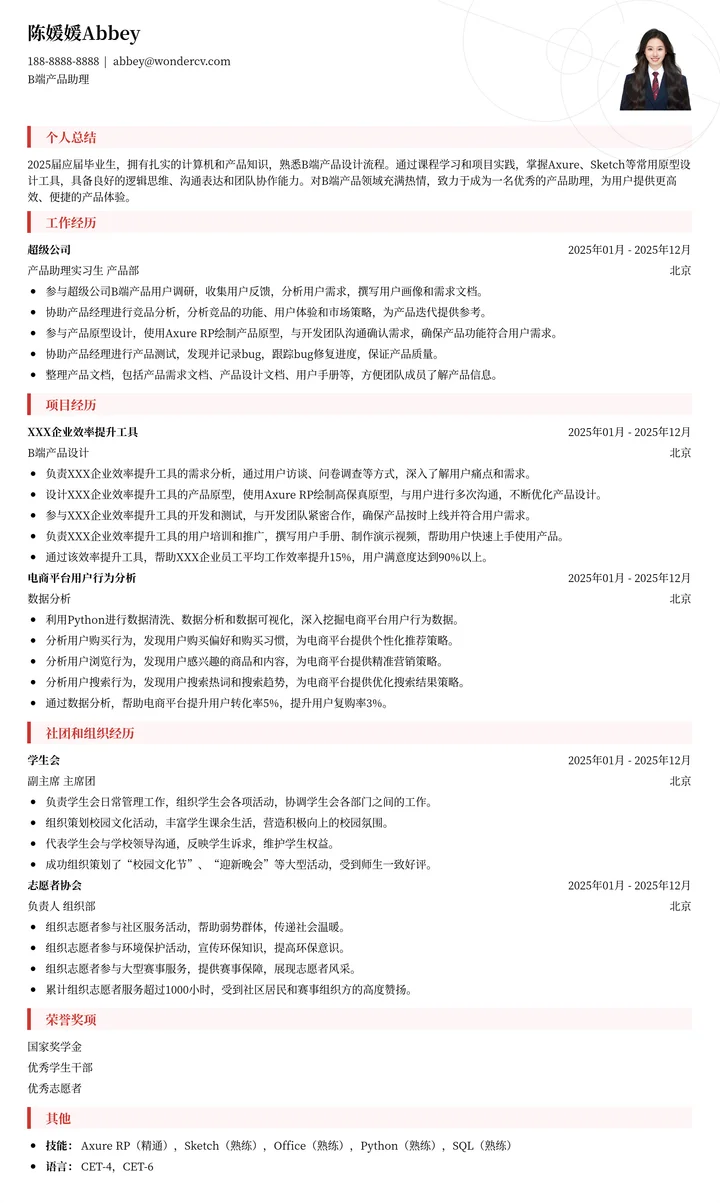 陈媛媛Abbey
188-8888-8888 | abbey@wondercv.com
B端产品助理
个人总结
2025届应届毕业生，拥有扎实的计算机和产品知识，熟悉B端产品设计流程。通过课程学习和项目实践，掌握Axure、Sketch等常用原型设
计工具，具备良好的逻辑思维、沟通表达和团队协作能力。对B端产品领域充满热情，致力于成为一名优秀的产品助理，为用户提供更高
效、便捷的产品体验。
工作经历
超级公司 2025年01月 - 2025年12月
产品助理实习生 产品部 北京
• 参与超级公司B端产品用户调研，收集用户反馈，分析用户需求，撰写用户画像和需求文档。
• 协助产品经理进行竞品分析，分析竞品的功能、用户体验和市场策略，为产品迭代提供参考。
• 参与产品原型设计，使用Axure RP绘制产品原型，与开发团队沟通确认需求，确保产品功能符合用户需求。
• 协助产品经理进行产品测试，发现并记录bug，跟踪bug修复进度，保证产品质量。
• 整理产品文档，包括产品需求文档、产品设计文档、用户手册等，方便团队成员了解产品信息。
项目经历
XXX企业效率提升工具 2025年01月 - 2025年12月
B端产品设计 北京
• 负责XXX企业效率提升工具的需求分析，通过用户访谈、问卷调查等方式，深入了解用户痛点和需求。
• 设计XXX企业效率提升工具的产品原型，使用Axure RP绘制高保真原型，与用户进行多次沟通，不断优化产品设计。
• 参与XXX企业效率提升工具的开发和测试，与开发团队紧密合作，确保产品按时上线并符合用户需求。
• 负责XXX企业效率提升工具的用户培训和推广，撰写用户手册、制作演示视频，帮助用户快速上手使用产品。
• 通过该效率提升工具，帮助XXX企业员工平均工作效率提升15%，用户满意度达到90%以上。
电商平台用户行为分析 2025年01月 - 2025年12月
数据分析 北京
• 利用Python进行数据清洗、数据分析和数据可视化，深入挖掘电商平台用户行为数据。
• 分析用户购买行为，发现用户购买偏好和购买习惯，为电商平台提供个性化推荐策略。
• 分析用户浏览行为，发现用户感兴趣的商品和内容，为电商平台提供精准营销策略。
• 分析用户搜索行为，发现用户搜索热词和搜索趋势，为电商平台提供优化搜索结果策略。
• 通过数据分析，帮助电商平台提升用户转化率5%，提升用户复购率3%。
社团和组织经历
学生会 2025年01月 - 2025年12月
副主席 主席团 北京
• 负责学生会日常管理工作，组织学生会各项活动，协调学生会各部门之间的工作。
• 组织策划校园文化活动，丰富学生课余生活，营造积极向上的校园氛围。
• 代表学生会与学校领导沟通，反映学生诉求，维护学生权益。
• 成功组织策划了“校园文化节”、“迎新晚会”等大型活动，受到师生一致好评。
志愿者协会 2025年01月 - 2025年12月
负责人 组织部 北京
• 组织志愿者参与社区服务活动，帮助弱势群体，传递社会温暖。
• 组织志愿者参与环境保护活动，宣传环保知识，提高环保意识。
• 组织志愿者参与大型赛事服务，提供赛事保障，展现志愿者风采。
• 累计组织志愿者服务超过1000小时，受到社区居民和赛事组织方的高度赞扬。
荣誉奖项
国家奖学金
优秀学生干部
优秀志愿者
其他
• 技能： Axure RP（精通），Sketch（熟练），Office（熟练），Python（熟练），SQL（熟练）
• 语言： CET-4，CET-6